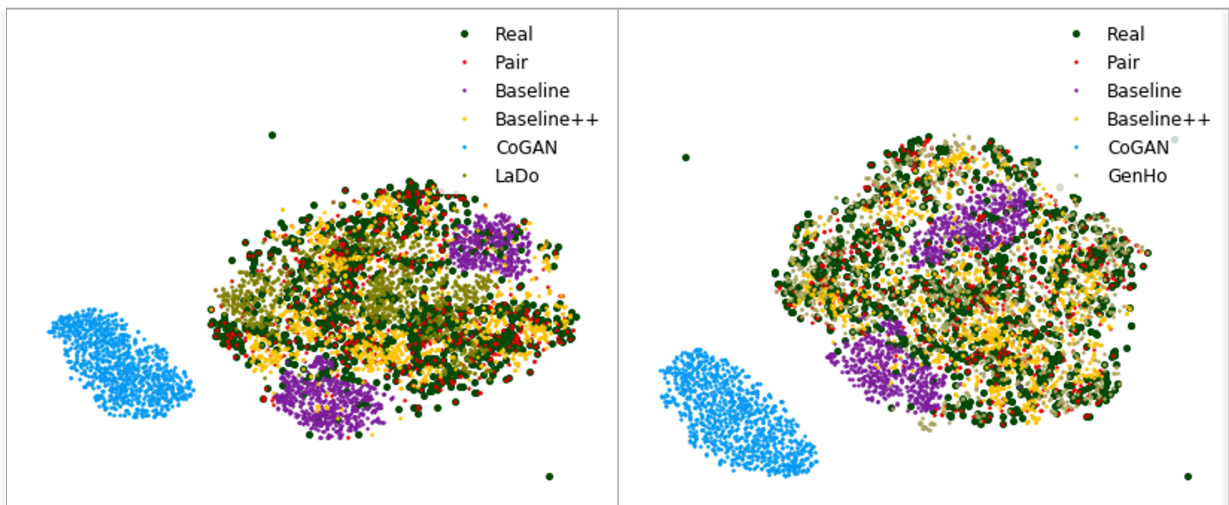 Real
Pair
Baseline
Baseline++
CoGAN
LaDo
Real
Pair
Baseline
Baseline++
CoGAN
GenHo